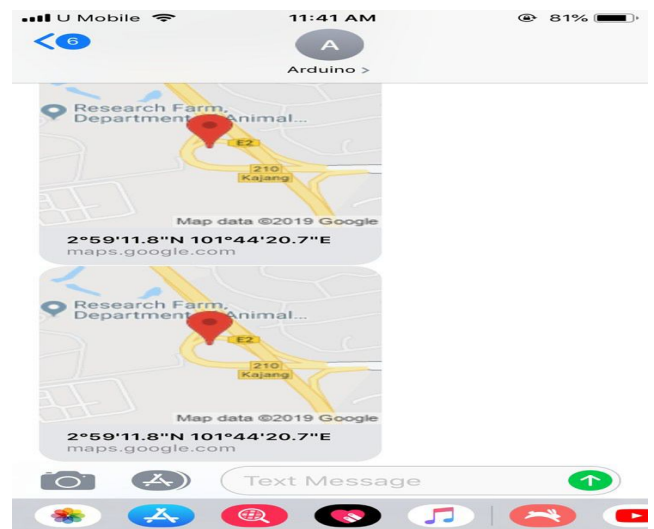 U Mobile 11:41 AM 81%
6
A
Arduino >
Research Farm,
Department Animal...
E2
210
Kajang
Map data ©2019 Google
2°59'11.8"N 101°44'20.7"E
maps.google.com
Research Farm,
Department Animal...
E2
210
Kajang
Map data ©2019 Google
2°59'11.8"N 101°44'20.7"E
maps.google.com
Text Message